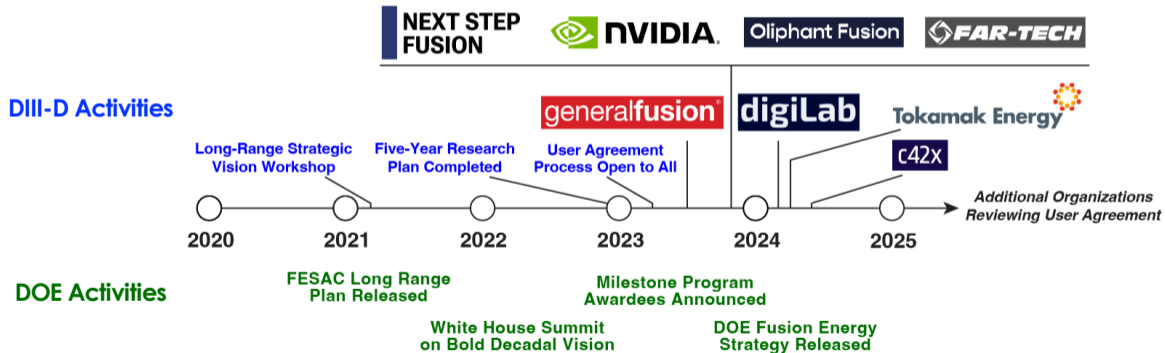 NEXT STEP
FUSION
NVIDIA.
Oliphant Fusion
FAR-TECH
DIII-D Activities
generalfusion®
digiLab
Tokamak Energy
c42x
Long-Range Strategic
Vision Workshop
Five-Year Research
Plan Completed
User Agreement
Process Open to All
Additional Organizations
Reviewing User Agreement
2020
2021
2022
2023
2024
2025
DOE Activities
FESAC Long Range
Plan Released
Milestone Program
Awardees Announced
White House Summit
on Bold Decadal Vision
DOE Fusion Energy
Strategy Released